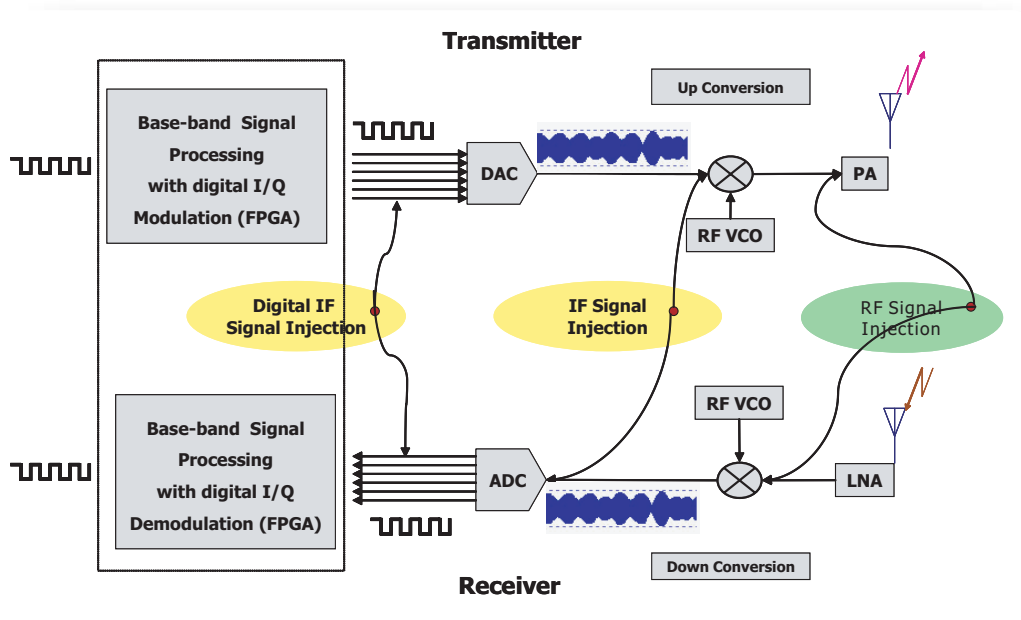 Transmitter
Up Conversion
Base-band Signal
Processing
with digital I/Q
Modulation (FPGA)
DAC
PA
RF VCO
Digital IF
Signal Injection
IF Signal
Injection
RF Signal
Injection
RF VCO
Base-band Signal
Processing
with digital I/Q
Demodulation (FPGA)
ADC
LNA
Down Conversion
Receiver